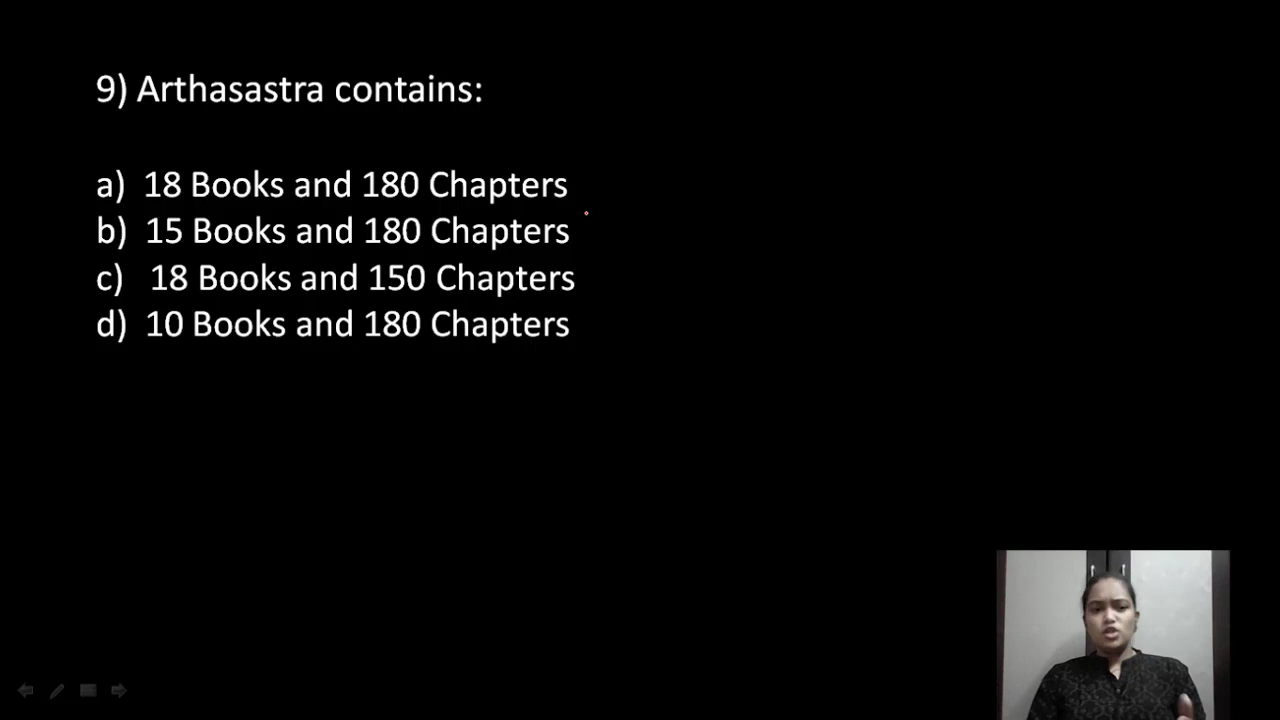 9) Arthasastra contains:
a) 18 Books and 180 Chapters
b) 15 Books and 180 Chapters
c) 18 Books and 150 Chapters
d) 10 Books and 180 Chapters